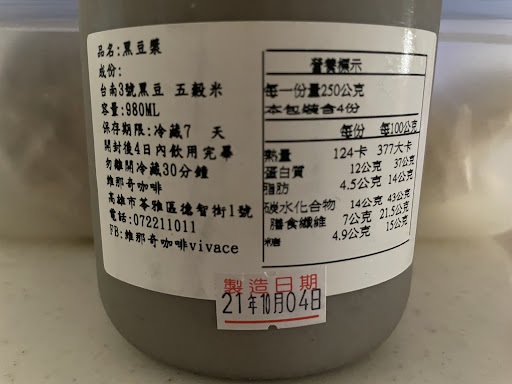 品名:黑豆漿
成份:
台南3號黑豆 五穀米
容量:980ML
保存期限:冷藏7 天
開封後4日內飲用完畢
勿離開冷藏30分鐘
維那奇咖啡
高雄市苓雅區德智街1號
電話:072211011
FB:維那奇咖啡vivace
營養標示
每一份量250公克
本包裝含4份
每份 每100公克
熱量 124卡 377大卡
蛋白質 12公克 37公克
脂肪 4.5公克 14公克
碳水化合物 14公克 43公克
膳食纖維 7公克 21.5公克
糖 4.9公克 15公克
製造日期
21年10月04日